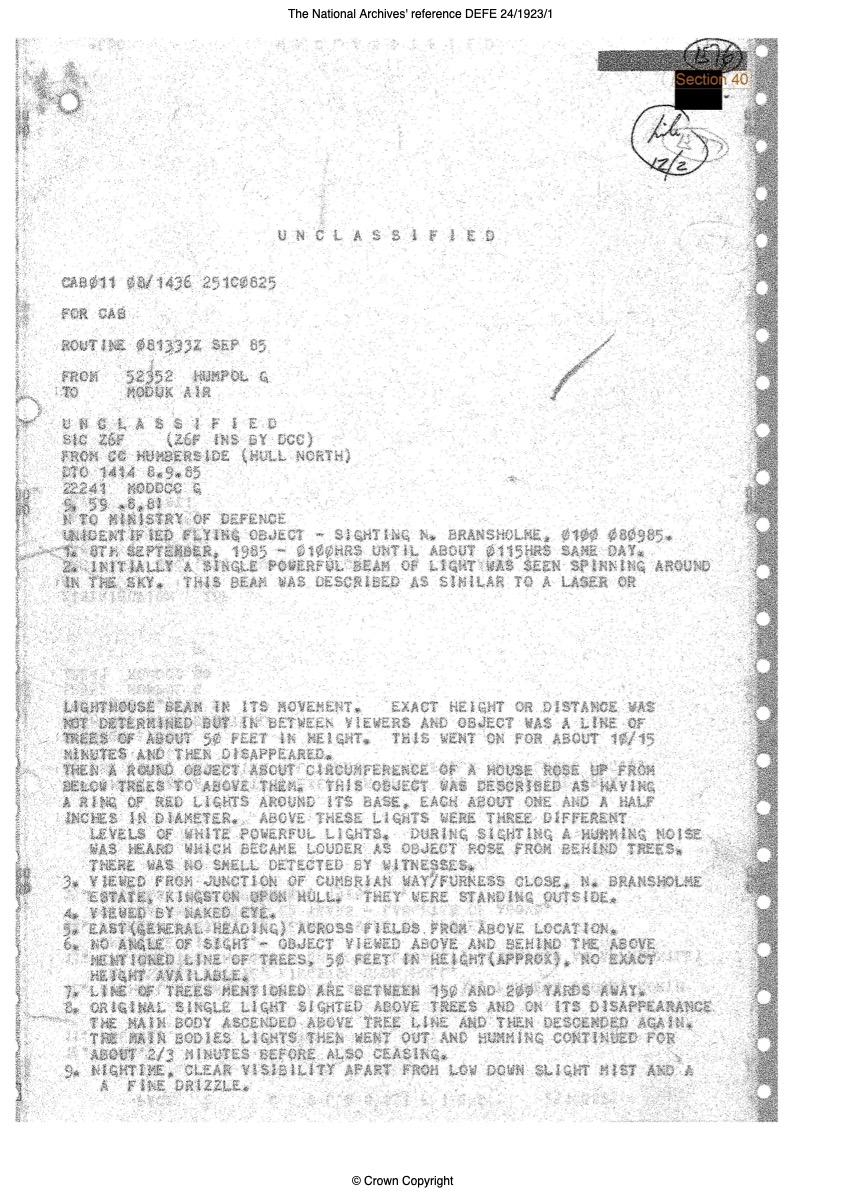 The National Archives' reference DEFE 24/1923/1
1576
Section 40
file
12/2
U N C L A S S I F I E D
CABØ11 Ø8/1436 251CØ825
FOR CAB
ROUTINE Ø81333Z SEP 85
FROM 52352 HUMPOL G
TO MODUK AIR
U N C L A S S I F I E D
SIC Z6F (Z6F INS BY DCC)
FROM CC HUMBERSIDE (HULL NORTH)
DTO 1414 8.9.85
22241 MODDCC G
59 .8.81
N TO MINISTRY OF DEFENCE
UNIDENTIFIED FLYING OBJECT - SIGHTING N. BRANSHOLME, Ø1ØØ Ø8Ø985.
1. 8TH SEPTEMBER, 1985 - Ø1ØØHRS UNTIL ABOUT Ø115HRS SAME DAY.
2. INITIALLY A SINGLE POWERFUL BEAM OF LIGHT WAS SEEN SPINNING AROUND
IN THE SKY. THIS BEAM WAS DESCRIBED AS SIMILAR TO A LASER OR
LIGHTHOUSE BEAM IN ITS MOVEMENT. EXACT HEIGHT OR DISTANCE WAS
NOT DETERMINED BUT IN BETWEEN VIEWERS AND OBJECT WAS A LINE OF
TREES OF ABOUT 5Ø FEET IN HEIGHT. THIS WENT ON FOR ABOUT 1Ø/15
MINUTES AND THEN DISAPPEARED.
THEN A ROUND OBJECT ABOUT CIRCUMFERENCE OF A HOUSE ROSE UP FROM
BELOW TREES TO ABOVE THEM. THIS OBJECT WAS DESCRIBED AS HAVING
A RING OF RED LIGHTS AROUND ITS BASE, EACH ABOUT ONE AND A HALF
INCHES IN DIAMETER. ABOVE THESE LIGHTS WERE THREE DIFFERENT
LEVELS OF WHITE POWERFUL LIGHTS. DURING SIGHTING A HUMMING NOISE
WAS HEARD WHICH BECAME LOUDER AS OBJECT ROSE FROM BEHIND TREES.
THERE WAS NO SMELL DETECTED BY WITNESSES.
3. VIEWED FROM JUNCTION OF CUMBRIAN WAY/FURNESS CLOSE, N. BRANSHOLME
ESTATE, KINGSTON UPON HULL. THEY WERE STANDING OUTSIDE.
4. VIEWED BY NAKED EYE.
5. EAST(GENERAL HEADING) ACROSS FIELDS FROM ABOVE LOCATION.
6. NO ANGLE OF SIGHT - OBJECT VIEWED ABOVE AND BEHIND THE ABOVE
MENTIONED LINE OF TREES, 5Ø FEET IN HEIGHT(APPROX), NO EXACT
HEIGHT AVAILABLE.
7. LINE OF TREES MENTIONED ARE BETWEEN 15Ø AND 2ØØ YARDS AWAY.
8. ORIGINAL SINGLE LIGHT SIGHTED ABOVE TREES AND ON ITS DISAPPEARANCE
THE MAIN BODY ASCENDED ABOVE TREE LINE AND THEN DESCENDED AGAIN.
THE MAIN BODIES LIGHTS THEN WENT OUT AND HUMMING CONTINUED FOR
ABOUT 2/3 MINUTES BEFORE ALSO CEASING.
9. NIGHTIME, CLEAR VISIBILITY APART FROM LOW DOWN SLIGHT MIST AND A
A FINE DRIZZLE.
© Crown Copyright